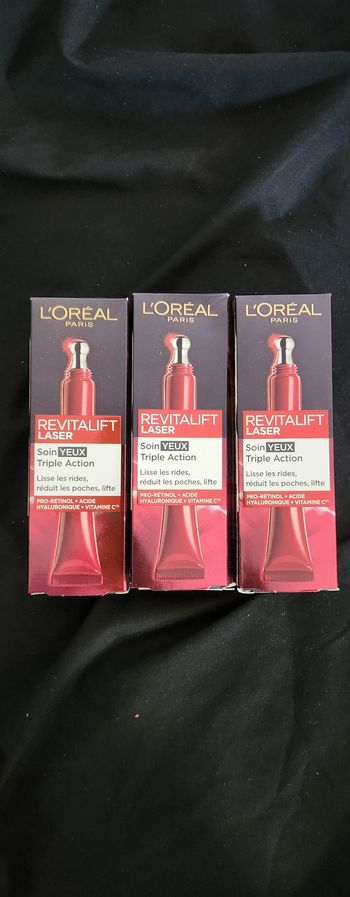 L'ORÉAL
PARIS
REVITALIFT
LASER
Soin YEUX
Triple Action
Lisse les rides,
réduit les poches, lifte
PRO-RÉTINOL + ACIDE
HYALURONIQUE + VITAMINE Cᵍ
L'ORÉAL
PARIS
REVITALIFT
LASER
Soin YEUX
Triple Action
Lisse les rides,
réduit les poches, lifte
PRO-RÉTINOL + ACIDE
HYALURONIQUE + VITAMINE Cᵍ
L'ORÉAL
PARIS
REVITALIFT
LASER
Soin YEUX
Triple Action
Lisse les rides,
réduit les poches, lifte
PRO-RÉTINOL + ACIDE
HYALURONIQUE + VITAMINE Cᵍ